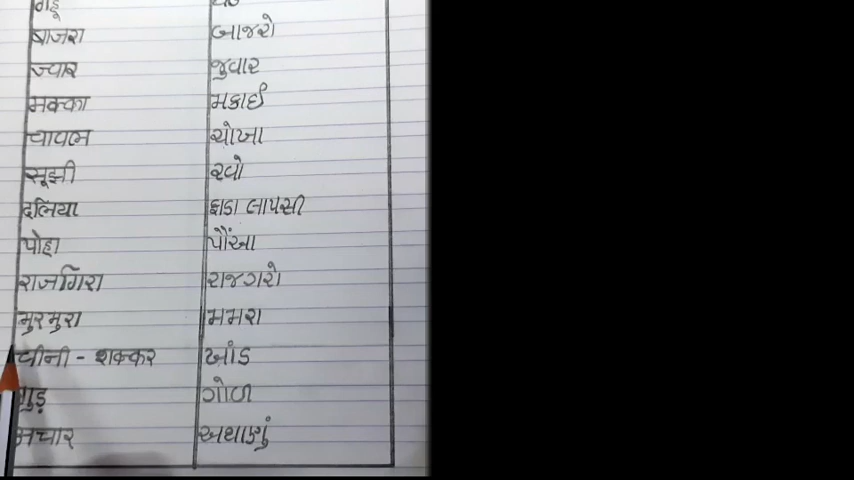 बाजरा બાજરો
ज्वार જુવાર
मक्का મકાઈ
चावल ચોખા
सूझी રવો
दलिया ફાડા લાપસી
पोहा પૌંઆ
राजगिरा રાજગરો
मुरमुरा મમરા
चीनी - शक्कर ખાંડ
गुड़ ગોળ
अचार અથાણું